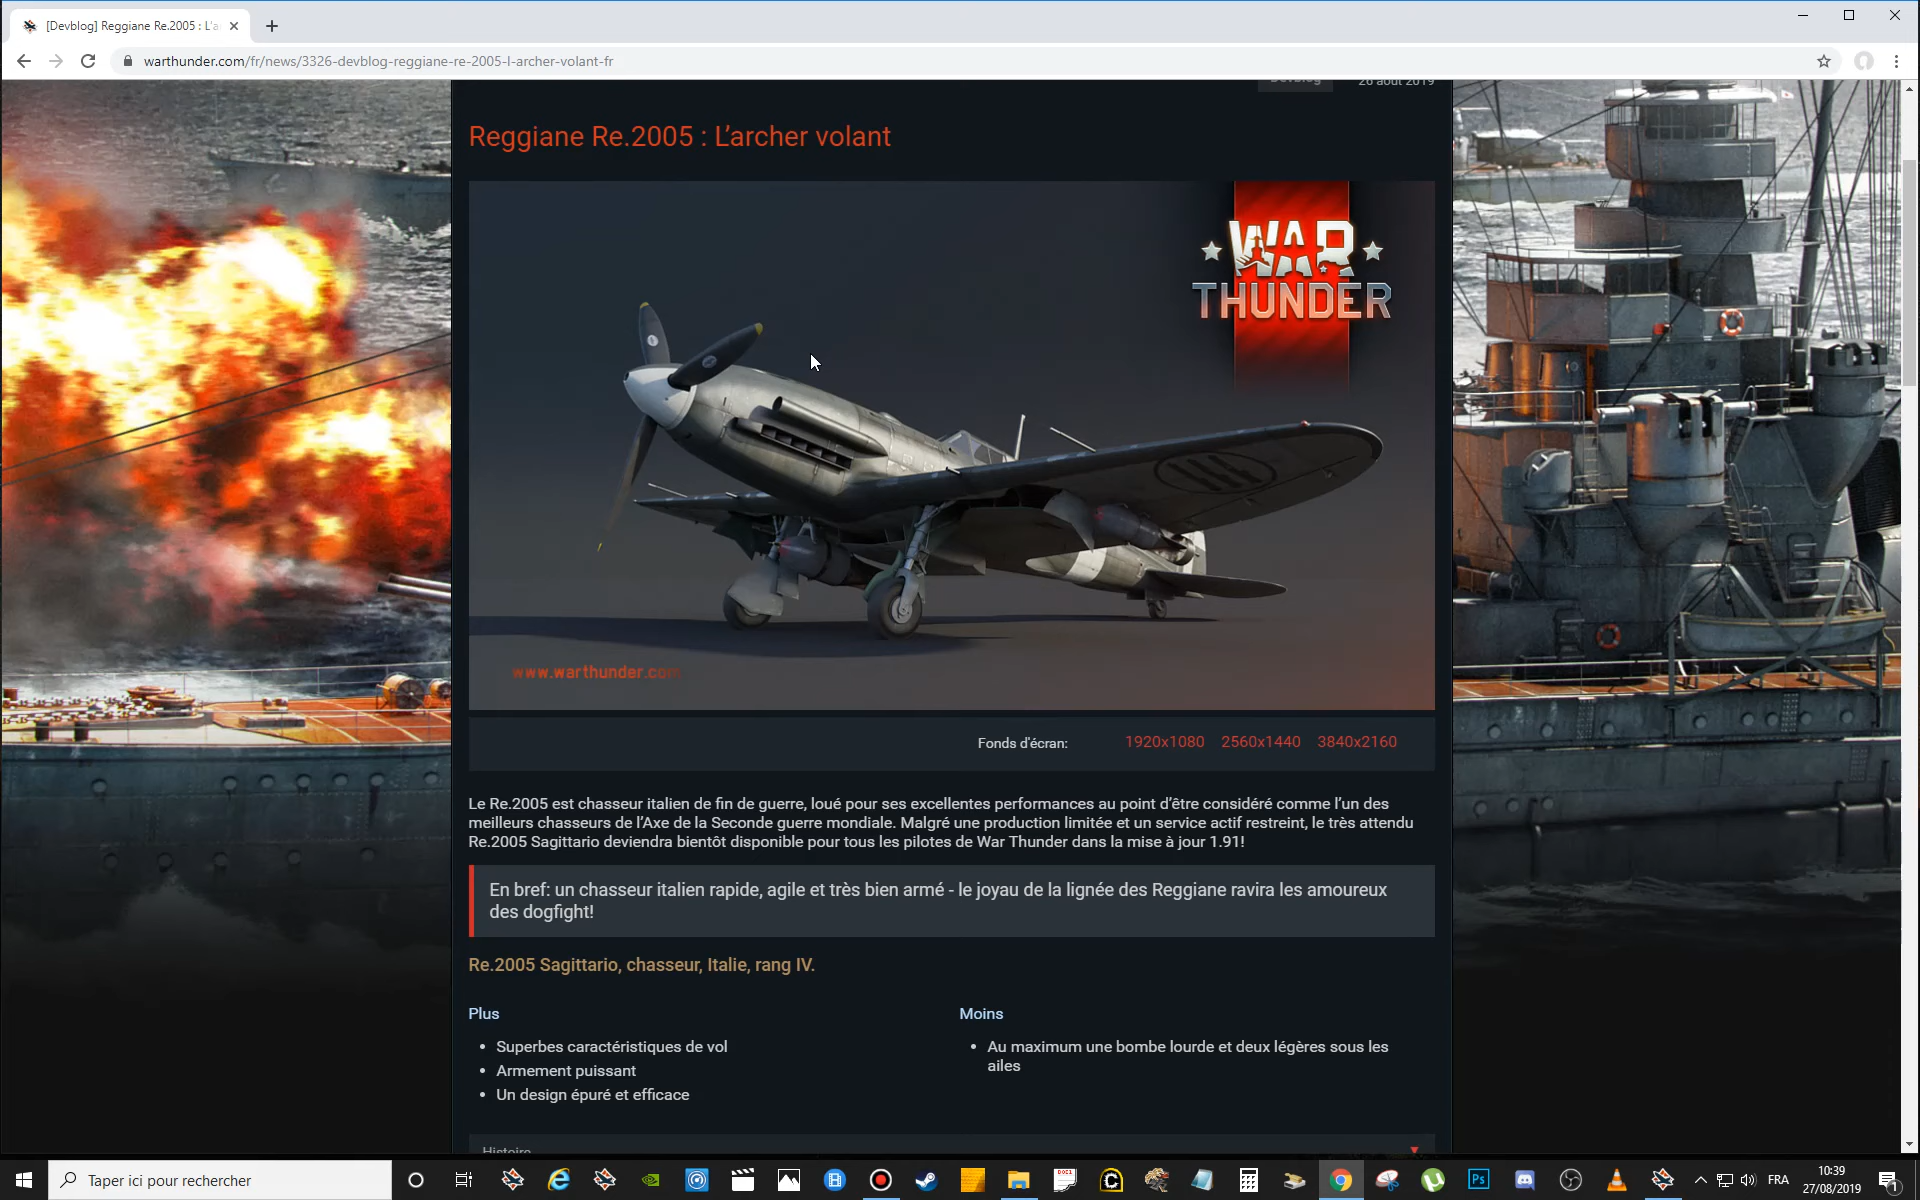 [Devblog] Reggiane Re.2005 : L'a
warthunder.com/fr/news/3326-devblog-reggiane-re-2005-l-archer-volant-fr
Devblog
26 août 2019
Reggiane Re.2005 : L'archer volant
WAR
THUNDER
www.warthunder.com
Fonds d'écran: 1920x1080 2560x1440 3840x2160
Le Re.2005 est chasseur italien de fin de guerre, loué pour ses excellentes performances au point d'être considéré comme l'un des
meilleurs chasseurs de l'Axe de la Seconde guerre mondiale. Malgré une production limitée et un service actif restreint, le très attendu
Re.2005 Sagittario deviendra bientôt disponible pour tous les pilotes de War Thunder dans la mise à jour 1.91!
En bref: un chasseur italien rapide, agile et très bien armé - le joyau de la lignée des Reggiane ravira les amoureux
des dogfight!
Re.2005 Sagittario, chasseur, Italie, rang IV.
Plus
• Superbes caractéristiques de vol
• Armement puissant
• Un design épuré et efficace
Moins
• Au maximum une bombe lourde et deux légères sous les
ailes
Histoire
Taper ici pour rechercher
Ps
FRA
10:39
27/08/2019
1